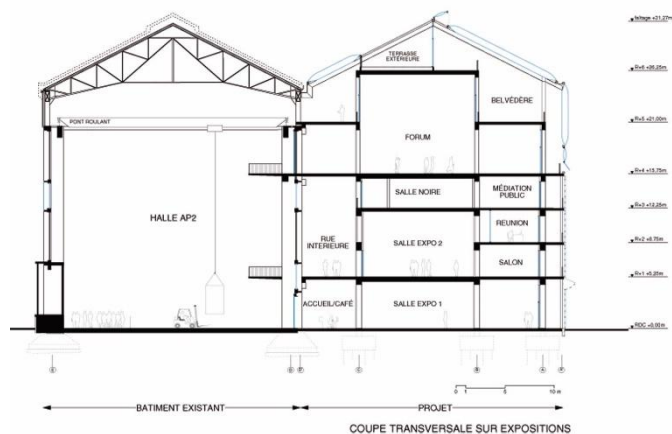 faîtage +31,27m
TERRASSE
EXTÉRIEURE
R+6 +26,25m
BELVÉDÈRE
PONT ROULANT
R+5 +21,00m
FORUM
R+4 +13,75m
SALLE NOIRE
MÉDIATION
PUBLIC
R+3 +12,25m
HALLE AP2
REUNION
RUE
INTERIEURE
SALLE EXPO 2
R+2 +8,75m
SALON
R+1 +5,25m
ACCUEIL/CAFÉ
SALLE EXPO 1
RDC +0,00m
0 1 5 10 m
BATIMENT EXISTANT
PROJET
COUPE TRANSVERSALE SUR EXPOSITIONS